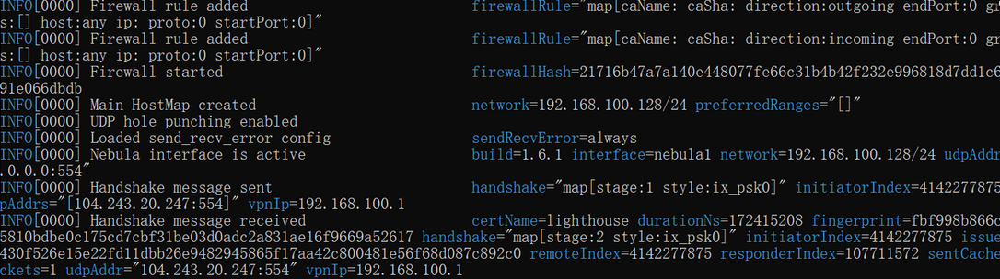 INFO[0000] Firewall rule added firewallRule="map[caName: caSha: direction:outgoing endPort:0 gr
s:[] host:any ip: proto:0 startPort:0]"
INFO[0000] Firewall rule added firewallRule="map[caName: caSha: direction:incoming endPort:0 gr
s:[] host:any ip: proto:0 startPort:0]"
INFO[0000] Firewall started firewallHash=21716b47a7a140e448077fe66c31b4b42f232e996818d7dd1c6
91e066dbdb
INFO[0000] Main HostMap created network=192.168.100.128/24 preferredRanges="[]"
INFO[0000] UDP hole punching enabled
INFO[0000] Loaded send_recv_error config sendRecvError=always
INFO[0000] Nebula interface is active build=1.6.1 interface=nebula1 network=192.168.100.128/24 udpAddr
.0.0.0:554"
INFO[0000] Handshake message sent handshake="map[stage:1 style:ix_psk0]" initiatorIndex=4142277875
pAddrs="[104.243.20.247:554]" vpnIp=192.168.100.1
INFO[0000] Handshake message received certName=lighthouse durationNs=172415208 fingerprint=fbf998b866c
5810bdbe0c175cd7cbf31be03d0adc2a831ae16f9669a52617 handshake="map[stage:2 style:ix_psk0]" initiatorIndex=4142277875 issue
430f526e15e22fd11dbb26e9482945865f17aa42c800481e56f68d087c892c0 remoteIndex=4142277875 responderIndex=107711572 sentCache
ckets=1 udpAddr="104.243.20.247:554" vpnIp=192.168.100.1